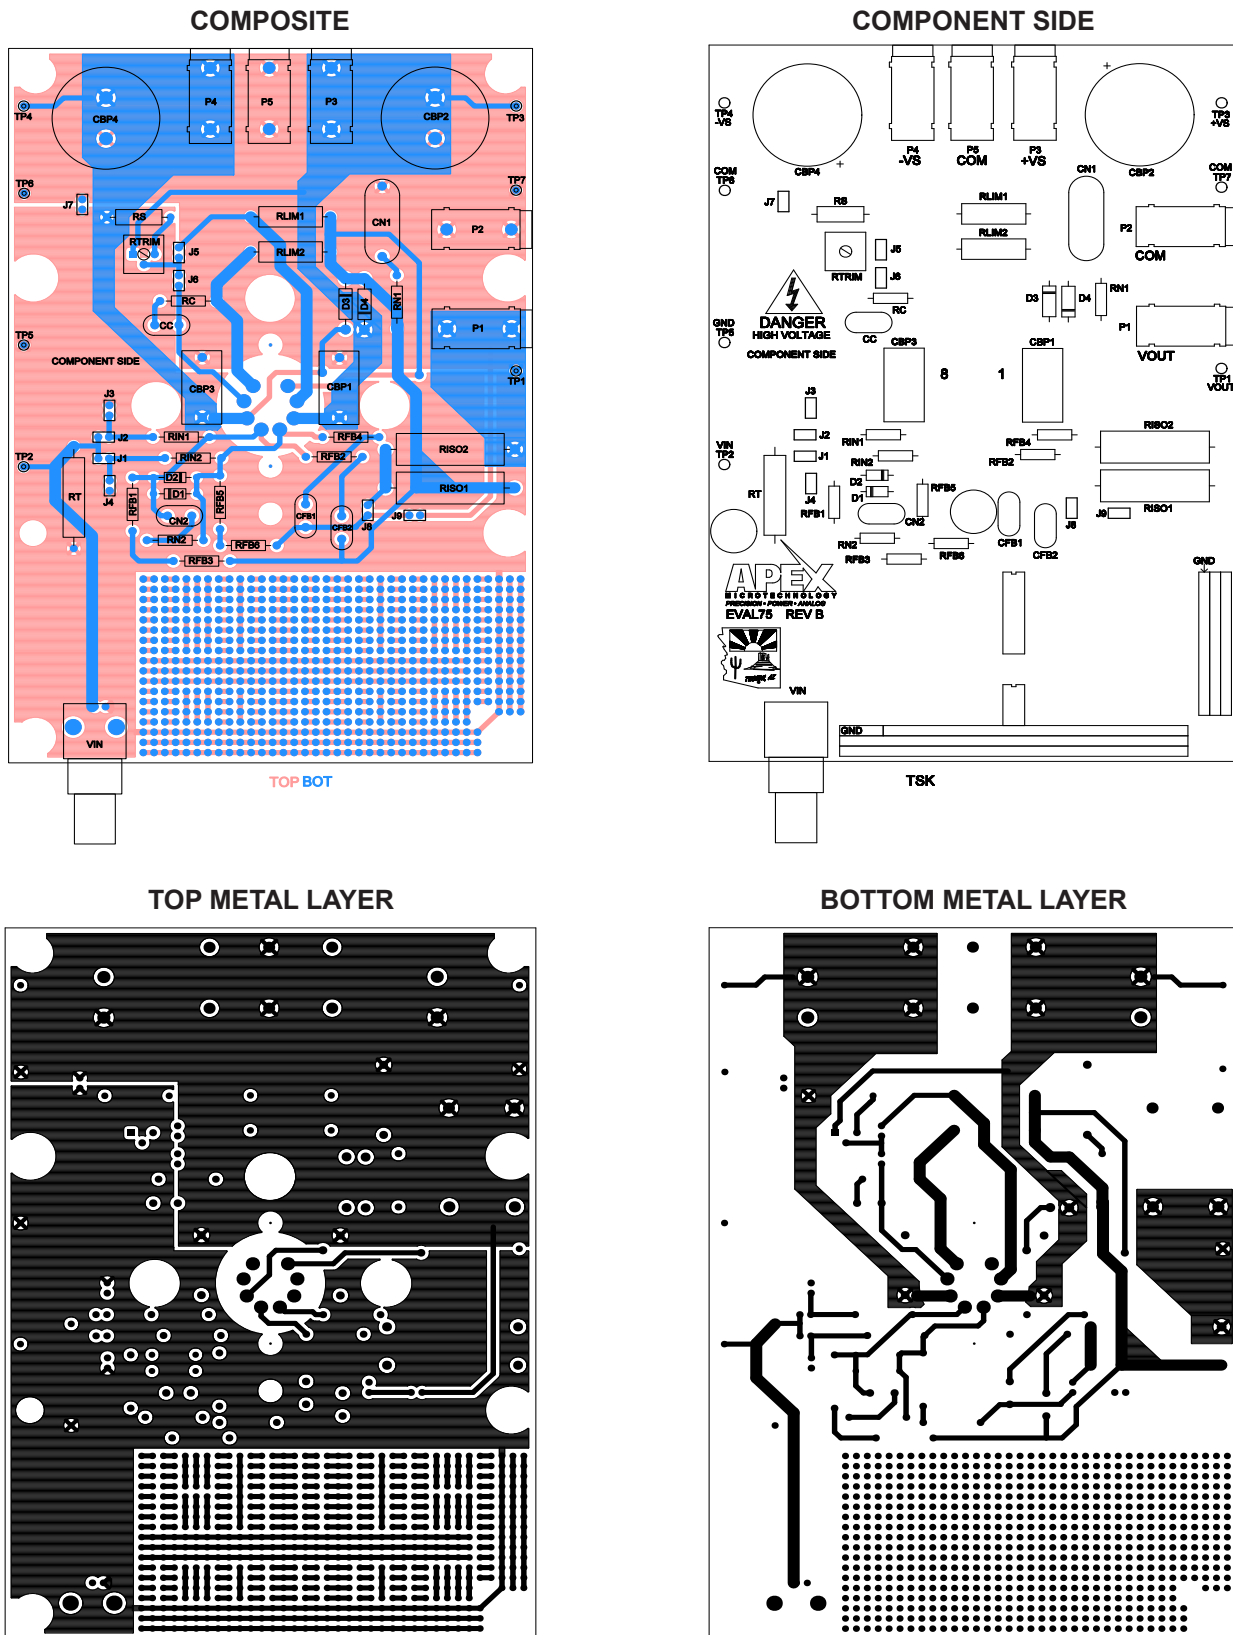 COMPOSITE
TP4
CBP4
P4
P5
P3
CBP2
TP3
TP6
J7
TP7
RS
RLIM1
CN1
P2
RTRIM
J5
RLIM2
J6
RC
D3
D4
RN1
CC
P1
TP5
COMPONENT SIDE
CBP3
CBP1
TP1
J3
J2
RIN1
RFB4
J1
RIN2
RFB2
RISO2
TP2
D2
RT
J4
RFB1
D1
RFB5
RISO1
CN2
CFB1
CFB2
J8
J9
RN2
RFB6
RFB3
VIN
TOP BOT
COMPONENT SIDE
TP4
-VS
CBP4
P4
-VS
P5
COM
P3
+VS
CBP2
TP3
+VS
COM
TP6
J7
RS
RLIM1
CN1
COM
TP7
P2
RTRIM
J5
RLIM2
COM
J6
RC
D3
D4
RN1
DANGER
HIGH VOLTAGE
COMPONENT SIDE
GND
TP5
CC
P1
VOUT
CBP3
8
1
CBP1
TP1
VOUT
J3
J2
RIN1
RFB4
RISO2
VIN
TP2
J1
RIN2
RFB2
D2
RT
J4
RFB1
D1
RFB5
CN2
CFB1
CFB2
J8
J9
RISO1
RN2
RFB3
RFB6
GND
APEX
MICROTECHNOLOGY
PRECISION • POWER • ANALOG
EVAL75 REV B
VIN
GND
TSK
TOP METAL LAYER
BOTTOM METAL LAYER